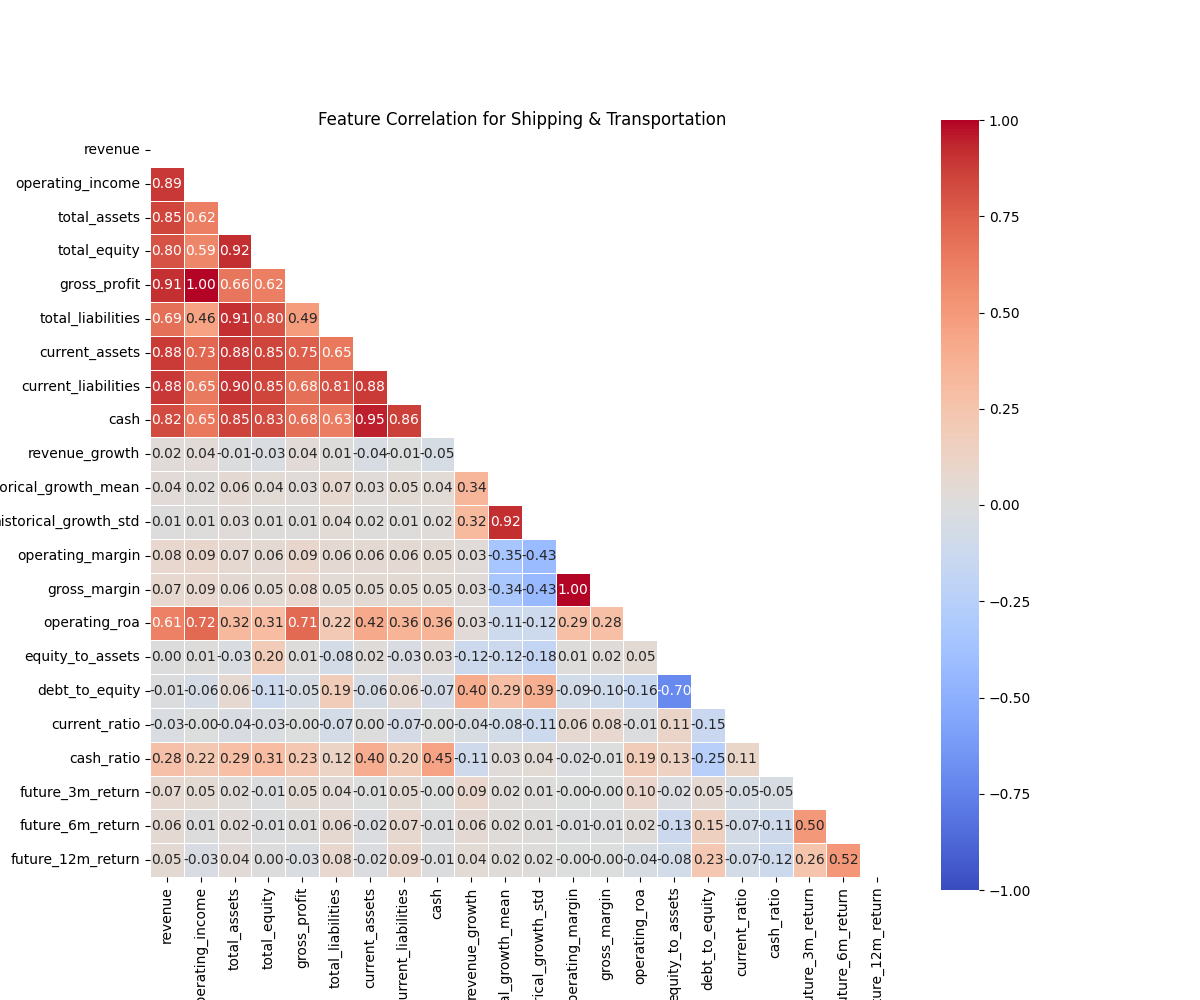 Feature Correlation for Shipping & Transportation
revenue
operating_income 0.89
total_assets 0.85 0.62
total_equity 0.80 0.59 0.92
gross_profit 0.91 1.00 0.66 0.62
total_liabilities 0.69 0.46 0.91 0.80 0.49
current_assets 0.88 0.73 0.88 0.85 0.75 0.65
current_liabilities 0.88 0.65 0.90 0.85 0.68 0.81 0.88
cash 0.82 0.65 0.85 0.83 0.68 0.63 0.95 0.86
revenue_growth 0.02 0.04 -0.01 -0.03 0.04 0.01 -0.04 -0.01 -0.05
orical_growth_mean 0.04 0.02 0.06 0.04 0.03 0.07 0.03 0.05 0.04 0.34
historical_growth_std 0.01 0.01 0.03 0.01 0.01 0.04 0.02 0.01 0.02 0.32 0.92
operating_margin 0.08 0.09 0.07 0.06 0.09 0.06 0.06 0.06 0.05 0.03 -0.35 -0.43
gross_margin 0.07 0.09 0.06 0.05 0.08 0.05 0.05 0.05 0.05 0.03 -0.34 -0.43 1.00
operating_roa 0.61 0.72 0.32 0.31 0.71 0.22 0.42 0.36 0.36 0.03 -0.11 -0.12 0.29 0.28
equity_to_assets 0.00 0.01 -0.03 0.20 0.01 -0.08 0.02 -0.03 0.03 -0.12 -0.12 -0.18 0.01 0.02 0.05
debt_to_equity -0.01 -0.06 0.06 -0.11 -0.05 0.19 -0.06 0.06 -0.07 0.40 0.29 0.39 -0.09 -0.10 -0.16 -0.70
current_ratio -0.03 -0.00 -0.04 -0.03 -0.00 -0.07 0.00 -0.07 -0.00 -0.04 -0.08 -0.11 0.06 0.08 -0.01 0.11 -0.15
cash_ratio 0.28 0.22 0.29 0.31 0.23 0.12 0.40 0.20 0.45 -0.11 0.03 0.04 -0.02 -0.01 0.19 0.13 -0.25 0.11
future_3m_return 0.07 0.05 0.02 -0.01 0.05 0.04 -0.01 0.05 -0.00 0.09 0.02 0.01 -0.00 -0.00 0.10 -0.02 0.05 -0.05 -0.05
future_6m_return 0.06 0.01 0.02 -0.01 0.01 0.06 -0.02 0.07 -0.01 0.06 0.02 0.01 -0.01 -0.01 0.02 -0.13 0.15 -0.07 -0.11 0.50
future_12m_return 0.05 -0.03 0.04 0.00 -0.03 0.08 -0.02 0.09 -0.01 0.04 0.02 0.02 -0.00 -0.00 -0.04 -0.08 0.23 -0.07 -0.12 0.26 0.52
revenue
perating_income
total_assets
total_equity
gross_profit
total_liabilities
current_assets
urrent_liabilities
cash
revenue_growth
al_growth_mean
rical_growth_std
perating_margin
gross_margin
operating_roa
equity_to_assets
debt_to_equity
current_ratio
cash_ratio
uture_3m_return
uture_6m_return
ure_12m_return
1.00
0.75
0.50
0.25
0.00
−0.25
−0.50
−0.75
−1.00